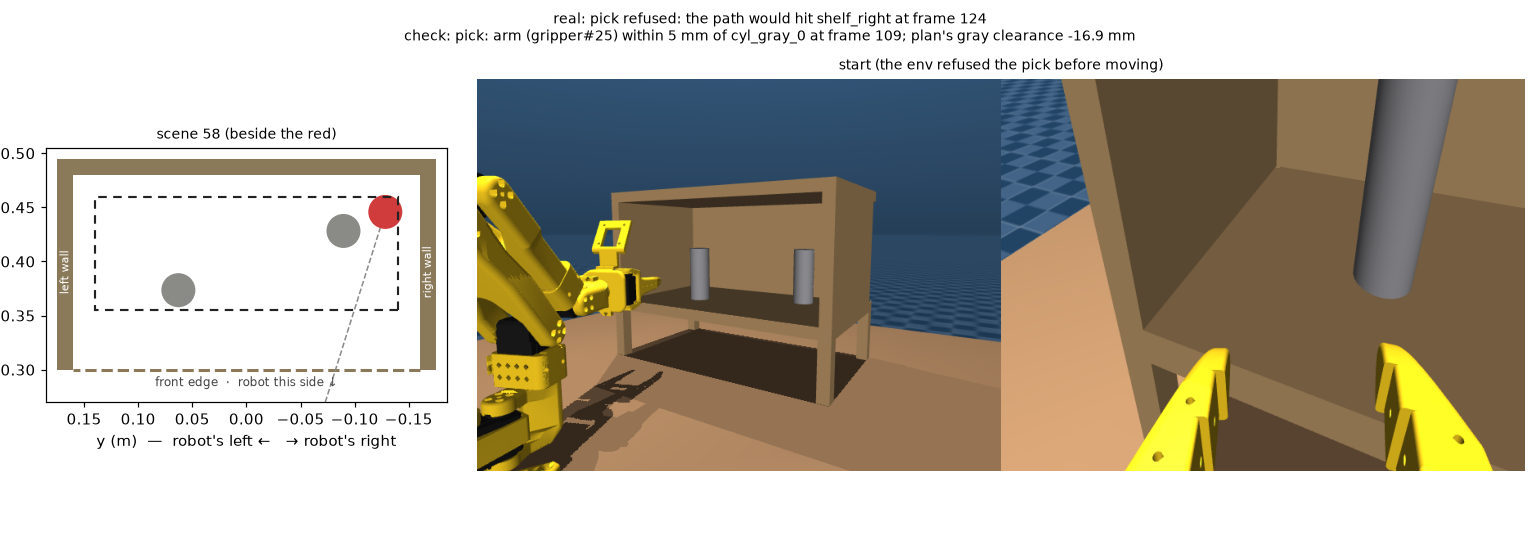 real: pick refused: the path would hit shelf_right at frame 124
check: pick: arm (gripper#25) within 5 mm of cyl_gray_0 at frame 109; plan's gray clearance -16.9 mm
start (the env refused the pick before moving)
scene 58 (beside the red)
0.50
0.45
0.40
0.35
0.30
left wall
right wall
front edge · robot this side ↓
0.15 0.10 0.05 0.00 −0.05 −0.10 −0.15
y (m) — robot's left ← → robot's right